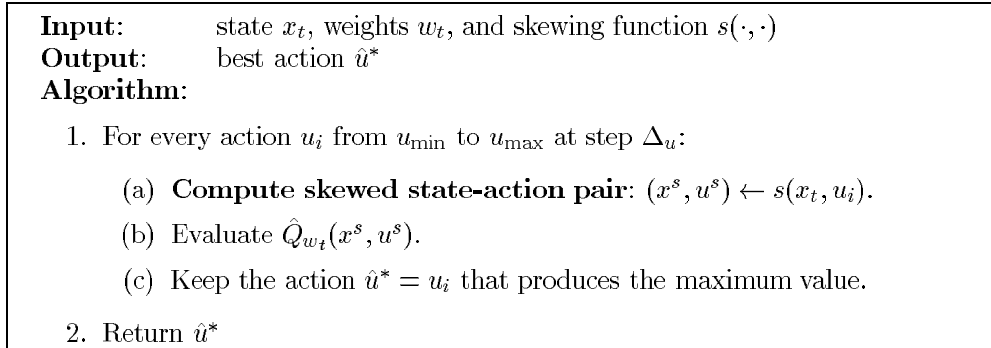 Input: state x_t, weights w_t, and skewing function s(·,·)
Output: best action û*
Algorithm:
1. For every action u_i from u_min to u_max at step Δ_u:
(a) Compute skewed state-action pair: (x^s, u^s) ← s(x_t, u_i).
(b) Evaluate Q̂_{w_t}(x^s, u^s).
(c) Keep the action û* = u_i that produces the maximum value.
2. Return û*